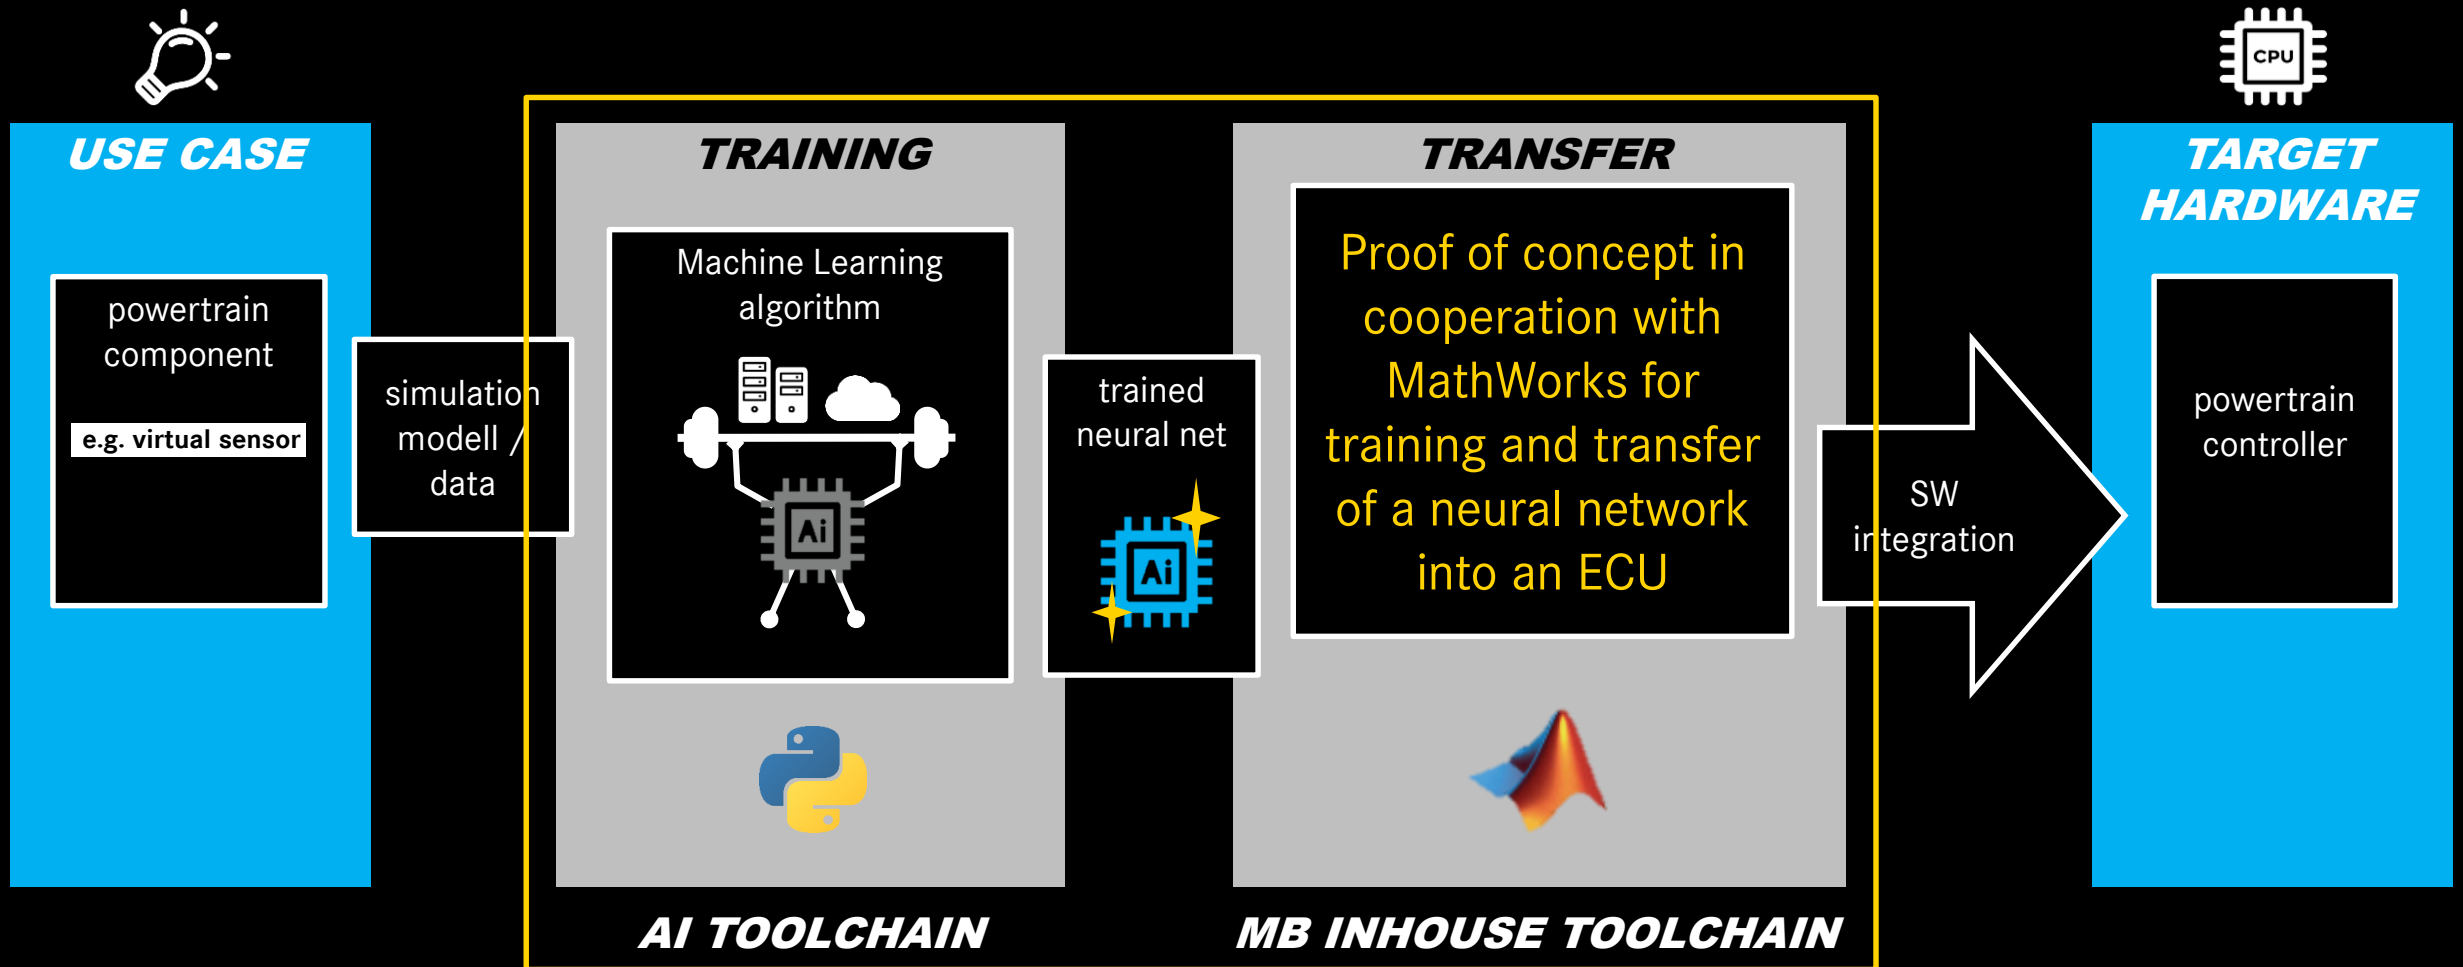 CPU
USE CASE
powertrain
component
e.g. virtual sensor
simulation
modell /
data
TRAINING
Machine Learning
algorithm
Ai
AI TOOLCHAIN
trained
neural net
Ai
TRANSFER
Proof of concept in
cooperation with
MathWorks for
training and transfer
of a neural network
into an ECU
MB INHOUSE TOOLCHAIN
SW
integration
TARGET
HARDWARE
powertrain
controller